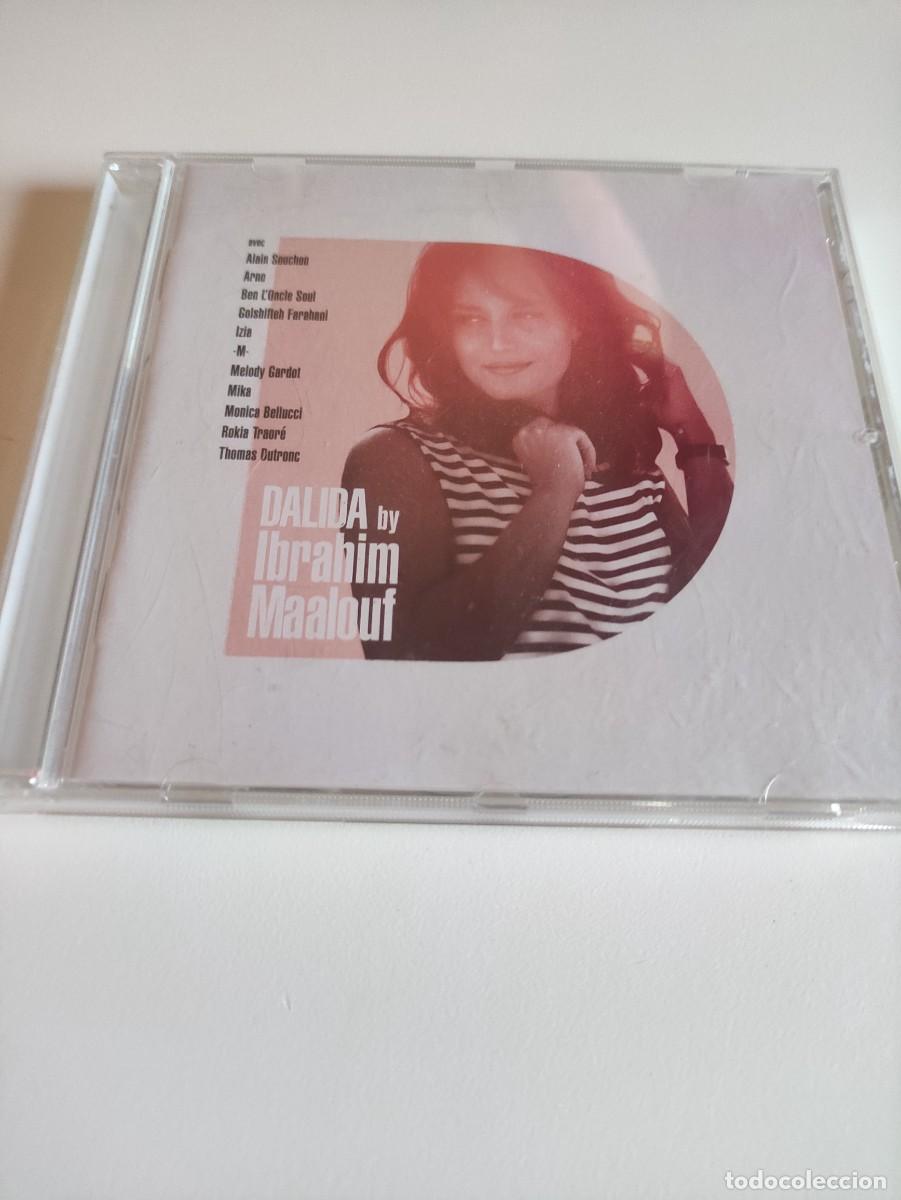 avec
Alain Souchon
Arno
Ben L'Oncle Soul
Golshifteh Farahani
Izia
-M-
Melody Gardot
Mika
Monica Bellucci
Rokia Traoré
Thomas Dutronc
DALIDA by
Ibrahim
Maalouf
todocoleccion